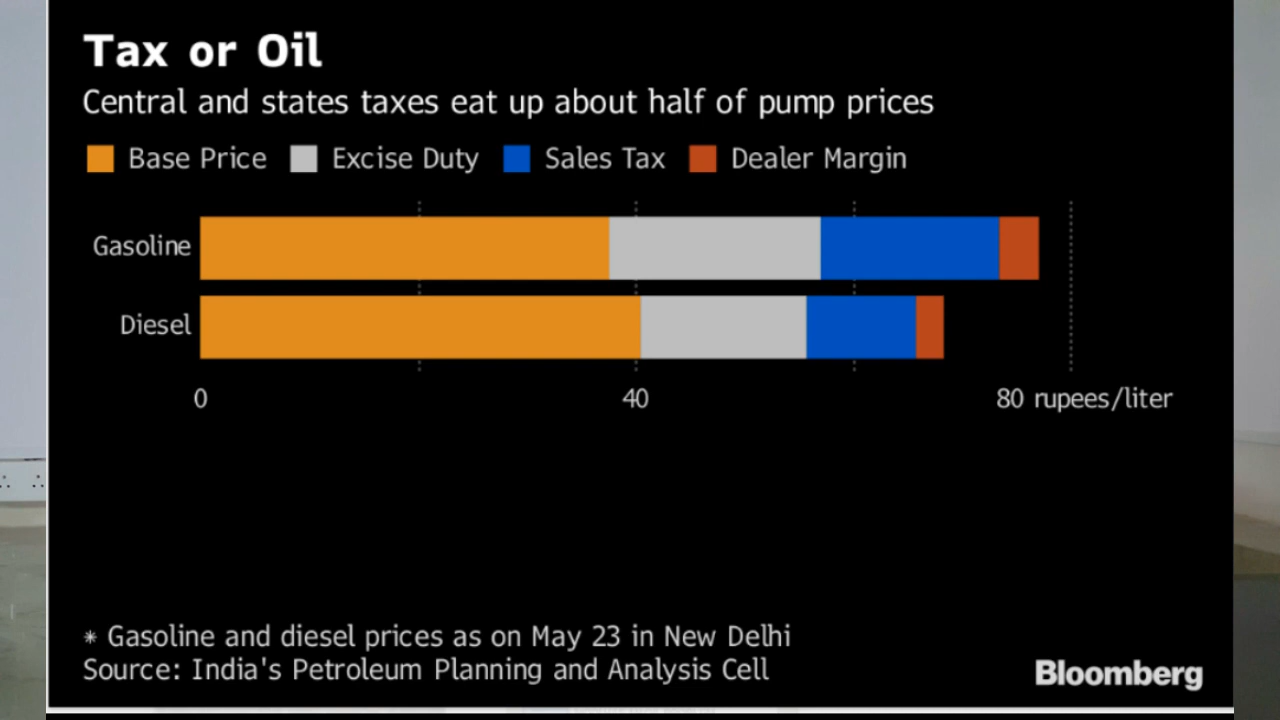 Tax or Oil
Central and states taxes eat up about half of pump prices
Base Price Excise Duty Sales Tax Dealer Margin
Gasoline
Diesel
0 40 80 rupees/liter
* Gasoline and diesel prices as on May 23 in New Delhi
Source: India's Petroleum Planning and Analysis Cell
Bloomberg